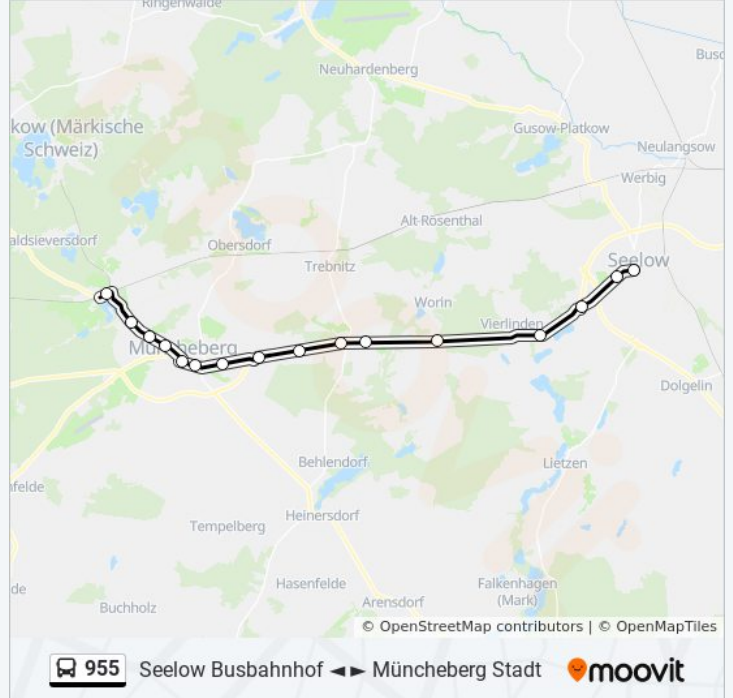 Ringenwalde
Neuhardenberg
Busc
kow (Märkische
Schweiz)
Gusow-Platkow
Neulangsow
Werbig
Alt Rosenthal
aldsieversdorf
Obersdorf
Trebnitz
Seelow
Worin
Vierlinden
Müncheberg
Dolgelin
Behlendorf
Lietzen
nfelde
Heinersdorf
Tempelberg
Hasenfelde
Falkenhagen
(Mark)
de
Arensdorf
Buchholz
© OpenStreetMap contributors | © OpenMapTiles
955 Seelow Busbahnhof ◄ ► Müncheberg Stadt moovit